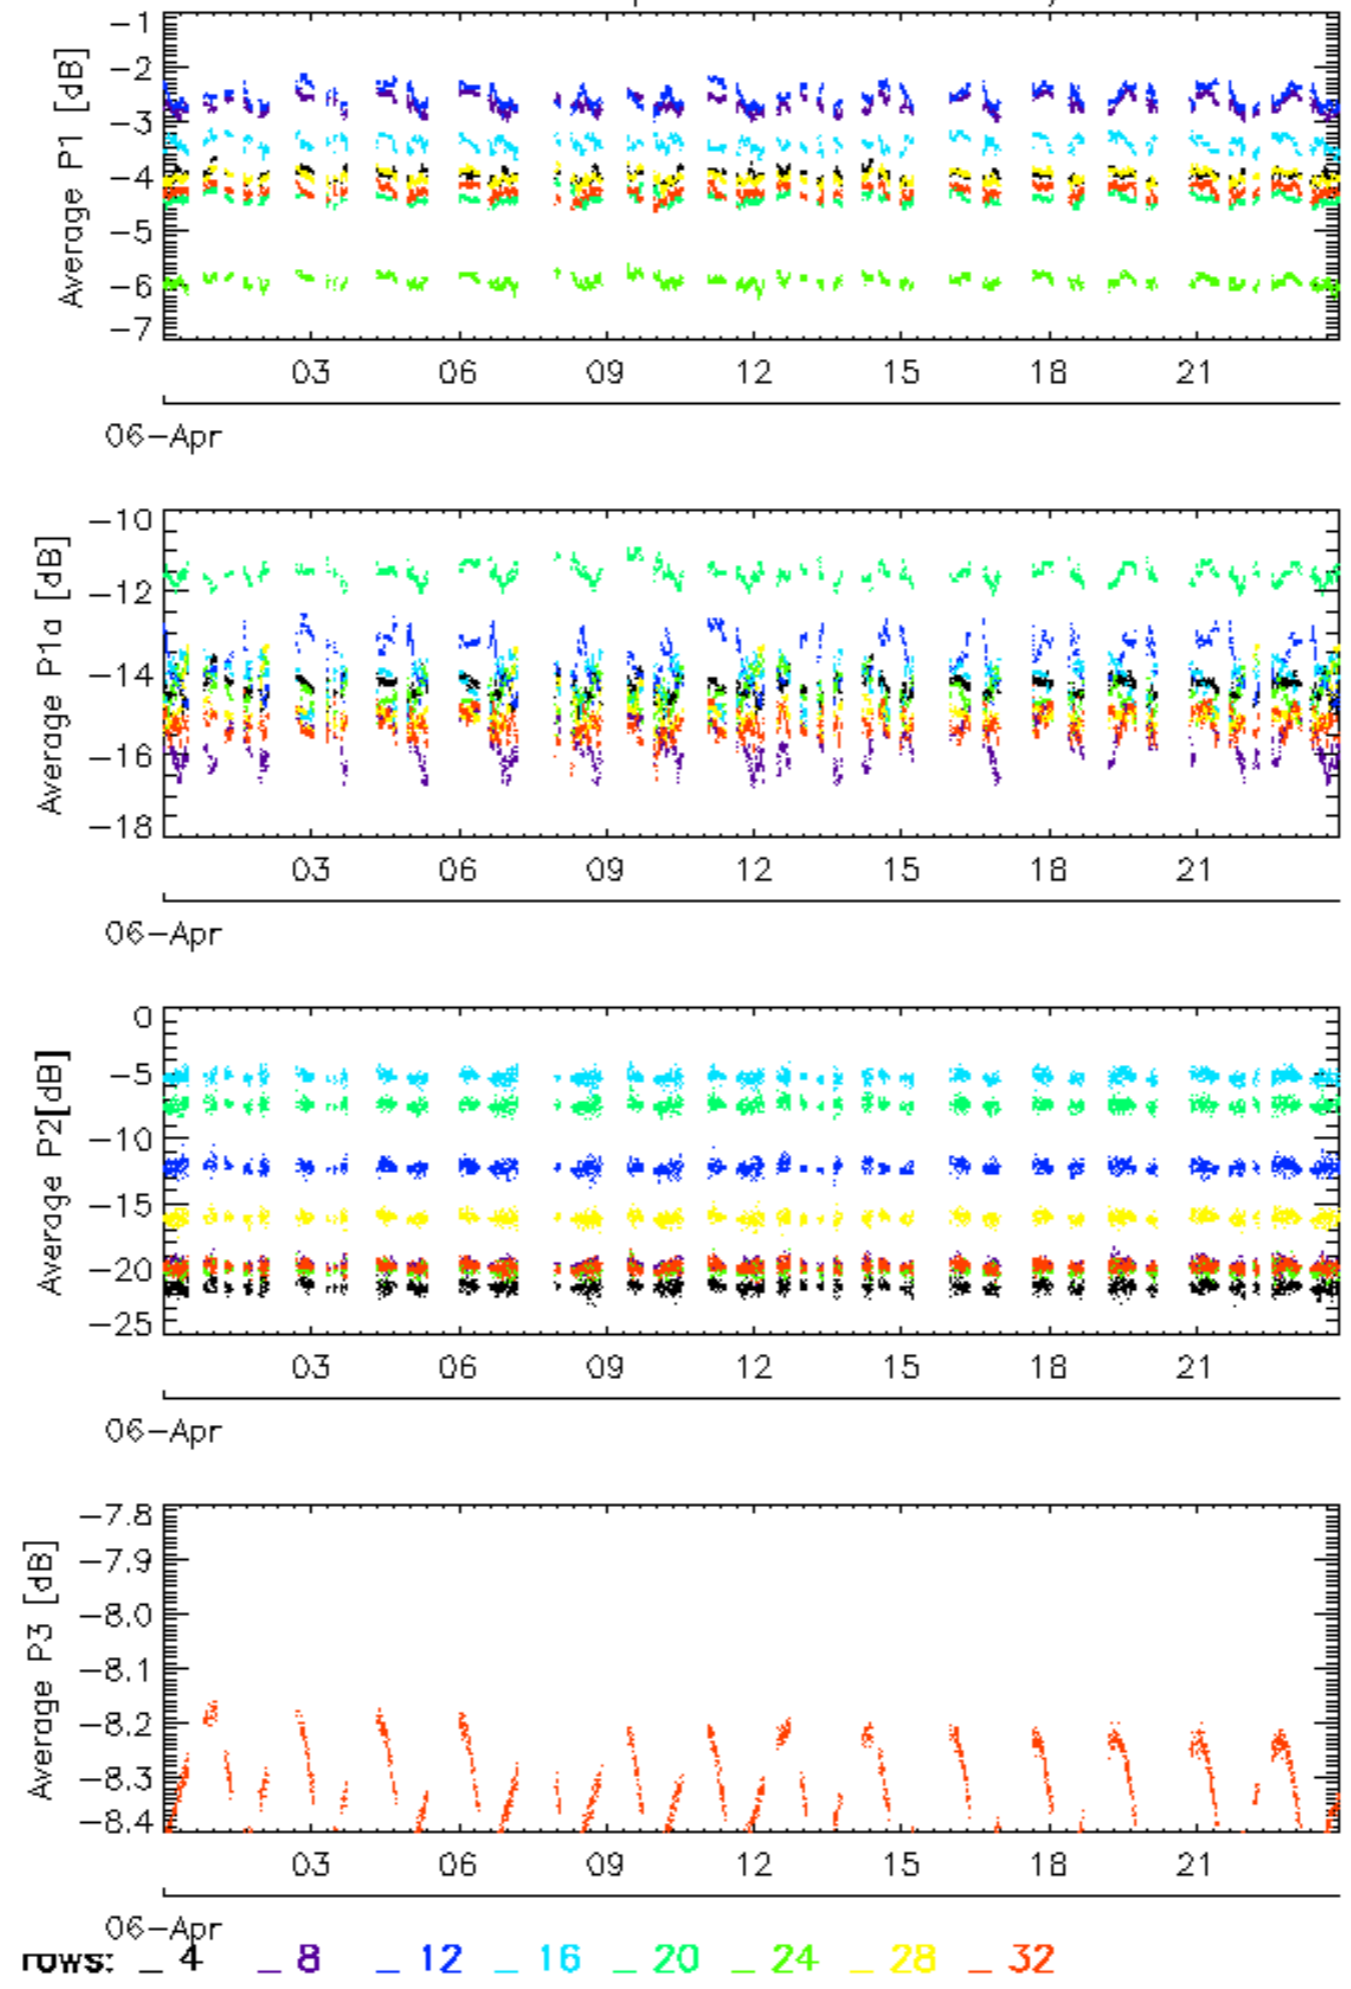 Average P1 [dB]
-1
-2
-3
-4
-5
-6
-7
03 06 09 12 15 18 21
06-Apr
Average P1a [dB]
-10
-12
-14
-16
-18
03 06 09 12 15 18 21
06-Apr
Average P2[dB]
0
-5
-10
-15
-20
-25
03 06 09 12 15 18 21
06-Apr
Average P3 [dB]
-7.8
-7.9
-8.0
-8.1
-8.2
-8.3
-8.4
03 06 09 12 15 18 21
06-Apr
rows: _ 4 _ 8 _ 12 _ 16 _ 20 _ 24 _ 28 _ 32